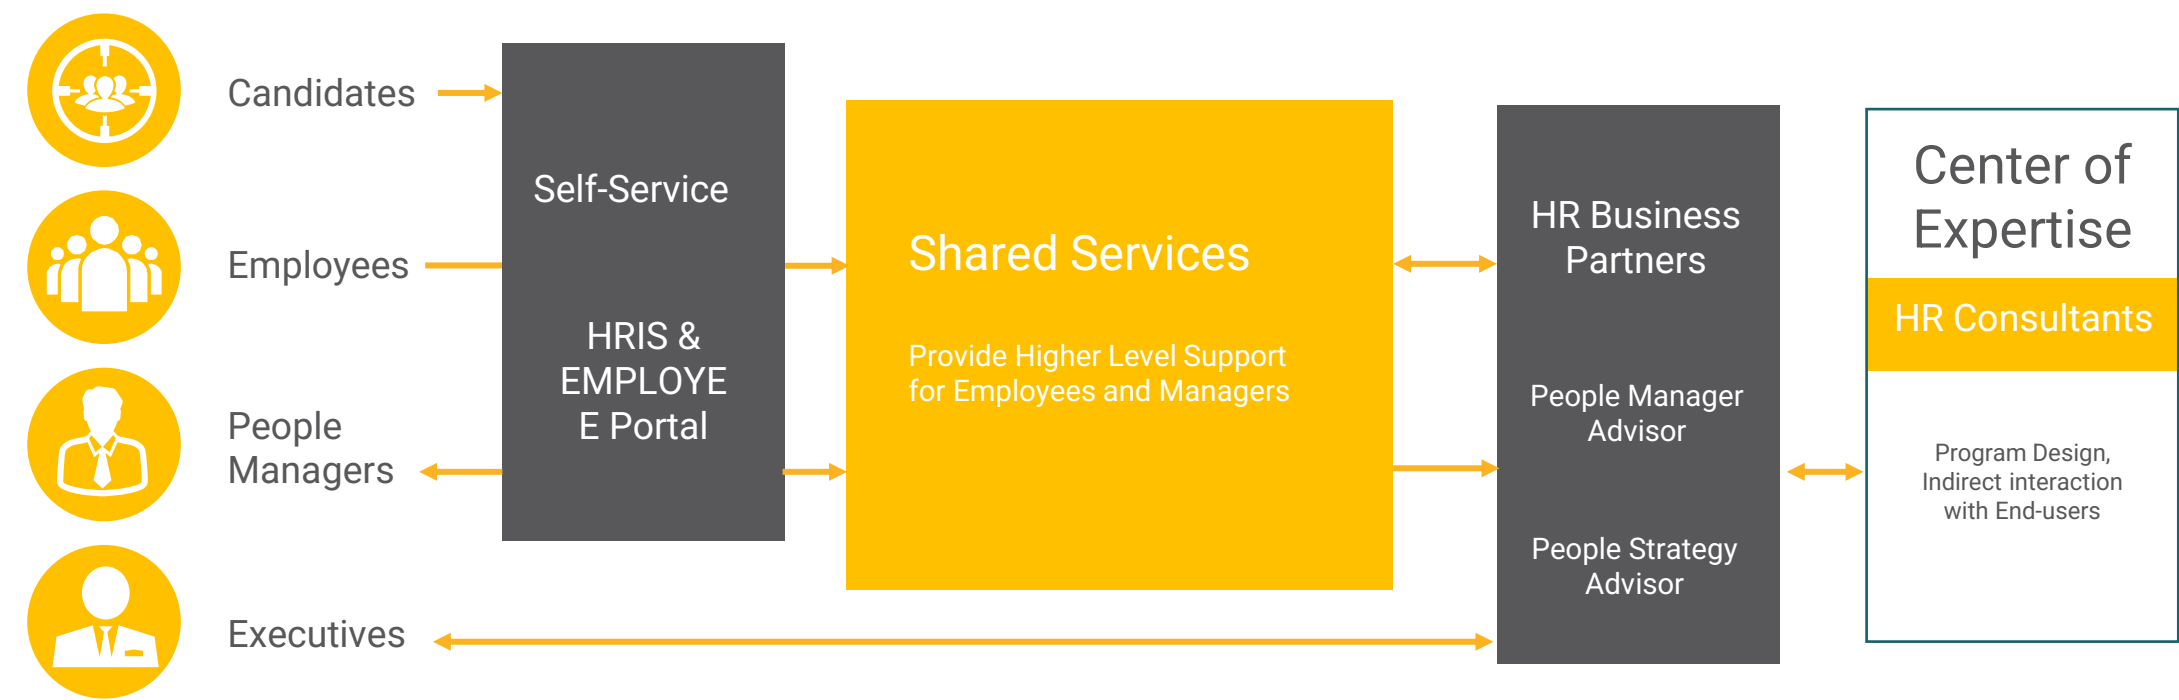 Candidates
Employees
People
Managers
Executives
Self-Service
HRIS &
EMPLOYE
E Portal
Shared Services
Provide Higher Level Support
for Employees and Managers
HR Business
Partners
People Manager
Advisor
People Strategy
Advisor
Center of
Expertise
HR Consultants
Program Design,
Indirect interaction
with End-users